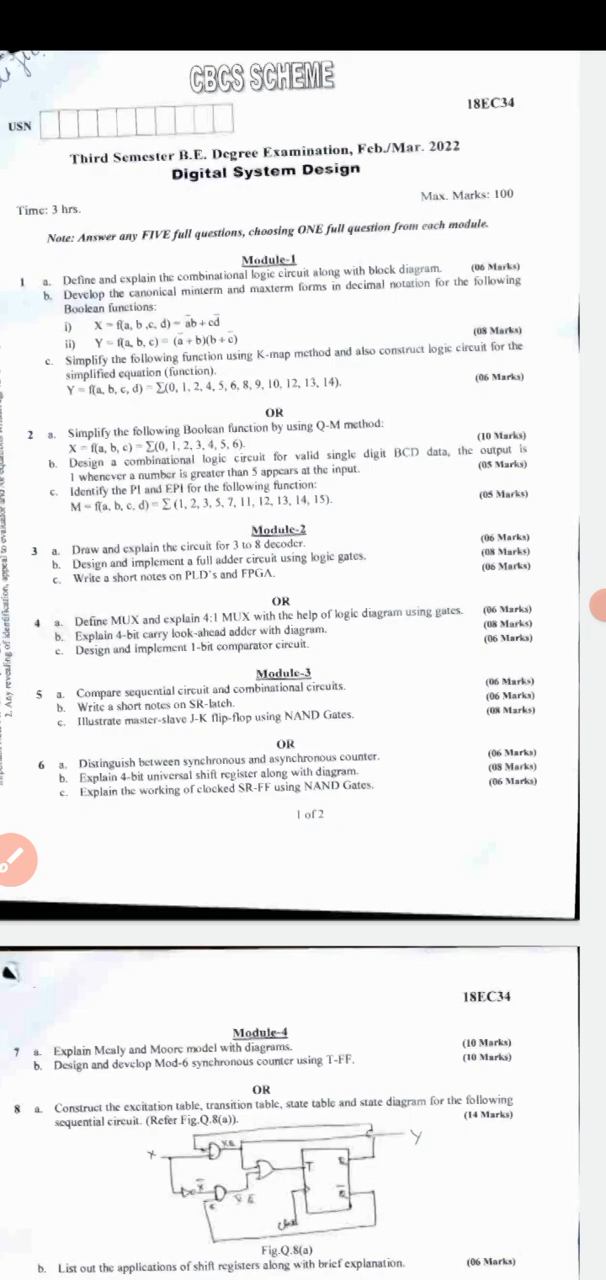 CBCS SCHEME
18EC34
USN
Third Semester B.E. Degree Examination, Feb./Mar. 2022
Digital System Design
Time: 3 hrs.
Max. Marks: 100
Note: Answer any FIVE full questions, choosing ONE full question from each module.
Module-1
1 a. Define and explain the combinational logic circuit along with block diagram. (06 Marks)
b. Develop the canonical minterm and maxterm forms in decimal notation for the following
Boolean functions:
i) X = f(a, b ,c, d) = a̅b + cd̅
ii) Y = f(a, b, c) = (a̅ + b)(b + c̅) (08 Marks)
c. Simplify the following function using K-map method and also construct logic circuit for the
simplified equation (function).
Y = f(a, b, c, d) = Σ(0, 1, 2, 4, 5, 6, 8, 9, 10, 12, 13, 14). (06 Marks)
OR
2 a. Simplify the following Boolean function by using Q-M method:
X = f(a, b, c) = Σ(0, 1, 2, 3, 4, 5, 6). (10 Marks)
b. Design a combinational logic circuit for valid single digit BCD data, the output is
1 whenever a number is greater than 5 appears at the input. (05 Marks)
c. Identify the PI and EPI for the following function:
M = f(a, b, c, d) = Σ (1, 2, 3, 5, 7, 11, 12, 13, 14, 15). (05 Marks)
Module-2
3 a. Draw and explain the circuit for 3 to 8 decoder. (06 Marks)
b. Design and implement a full adder circuit using logic gates. (08 Marks)
c. Write a short notes on PLD's and FPGA. (06 Marks)
OR
4 a. Define MUX and explain 4:1 MUX with the help of logic diagram using gates. (06 Marks)
b. Explain 4-bit carry look-ahead adder with diagram. (08 Marks)
c. Design and implement 1-bit comparator circuit. (06 Marks)
Module-3
5 a. Compare sequential circuit and combinational circuits. (06 Marks)
b. Write a short notes on SR-latch. (06 Marks)
c. Illustrate master-slave J-K flip-flop using NAND Gates. (08 Marks)
OR
6 a. Distinguish between synchronous and asynchronous counter. (06 Marks)
b. Explain 4-bit universal shift register along with diagram. (08 Marks)
c. Explain the working of clocked SR-FF using NAND Gates. (06 Marks)
1 of 2
2. Any revealing of identification, appeal to evaluator and
18EC34
Module-4
7 a. Explain Mealy and Moore model with diagrams. (10 Marks)
b. Design and develop Mod-6 synchronous counter using T-FF. (10 Marks)
OR
8 a. Construct the excitation table, transition table, state table and state diagram for the following
sequential circuit. (Refer Fig.Q.8(a)). (14 Marks)
X
Y
T
Fig.Q.8(a)
b. List out the applications of shift registers along with brief explanation. (06 Marks)